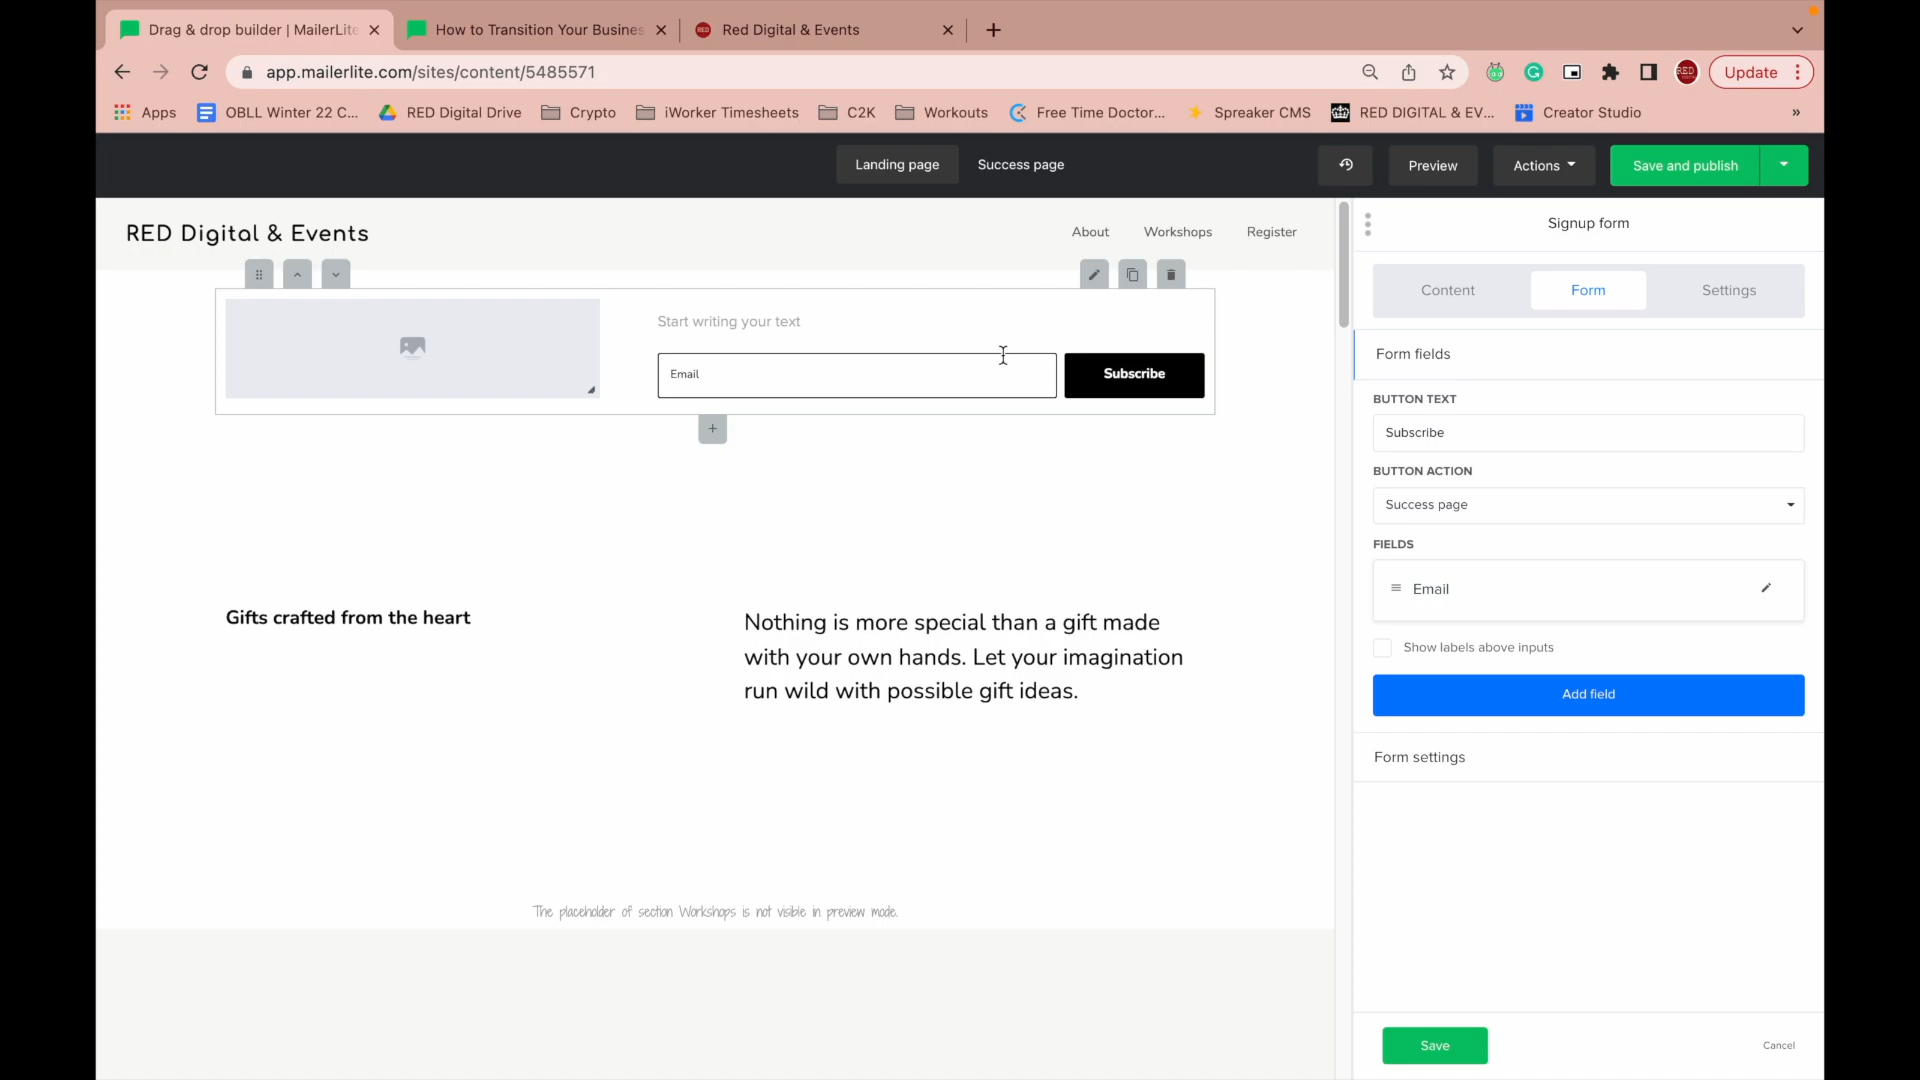 Drag & drop builder | MailerLite
How to Transition Your Busines
Red Digital & Events
app.mailerlite.com/sites/content/5485571
Update
Apps
OBLL Winter 22 C...
RED Digital Drive
Crypto
iWorker Timesheets
C2K
Workouts
Free Time Doctor...
Spreaker CMS
RED DIGITAL & EV...
Creator Studio
»
Landing page
Success page
Preview
Actions
Save and publish
RED Digital & Events
About
Workshops
Register
Signup form
Content
Form
Settings
Start writing your text
Email
Subscribe
Form fields
BUTTON TEXT
Subscribe
BUTTON ACTION
Success page
FIELDS
Email
Show labels above inputs
Add field
Form settings
Gifts crafted from the heart
Nothing is more special than a gift made
with your own hands. Let your imagination
run wild with possible gift ideas.
The placeholder of section Workshops is not visible in preview mode.
Save
Cancel